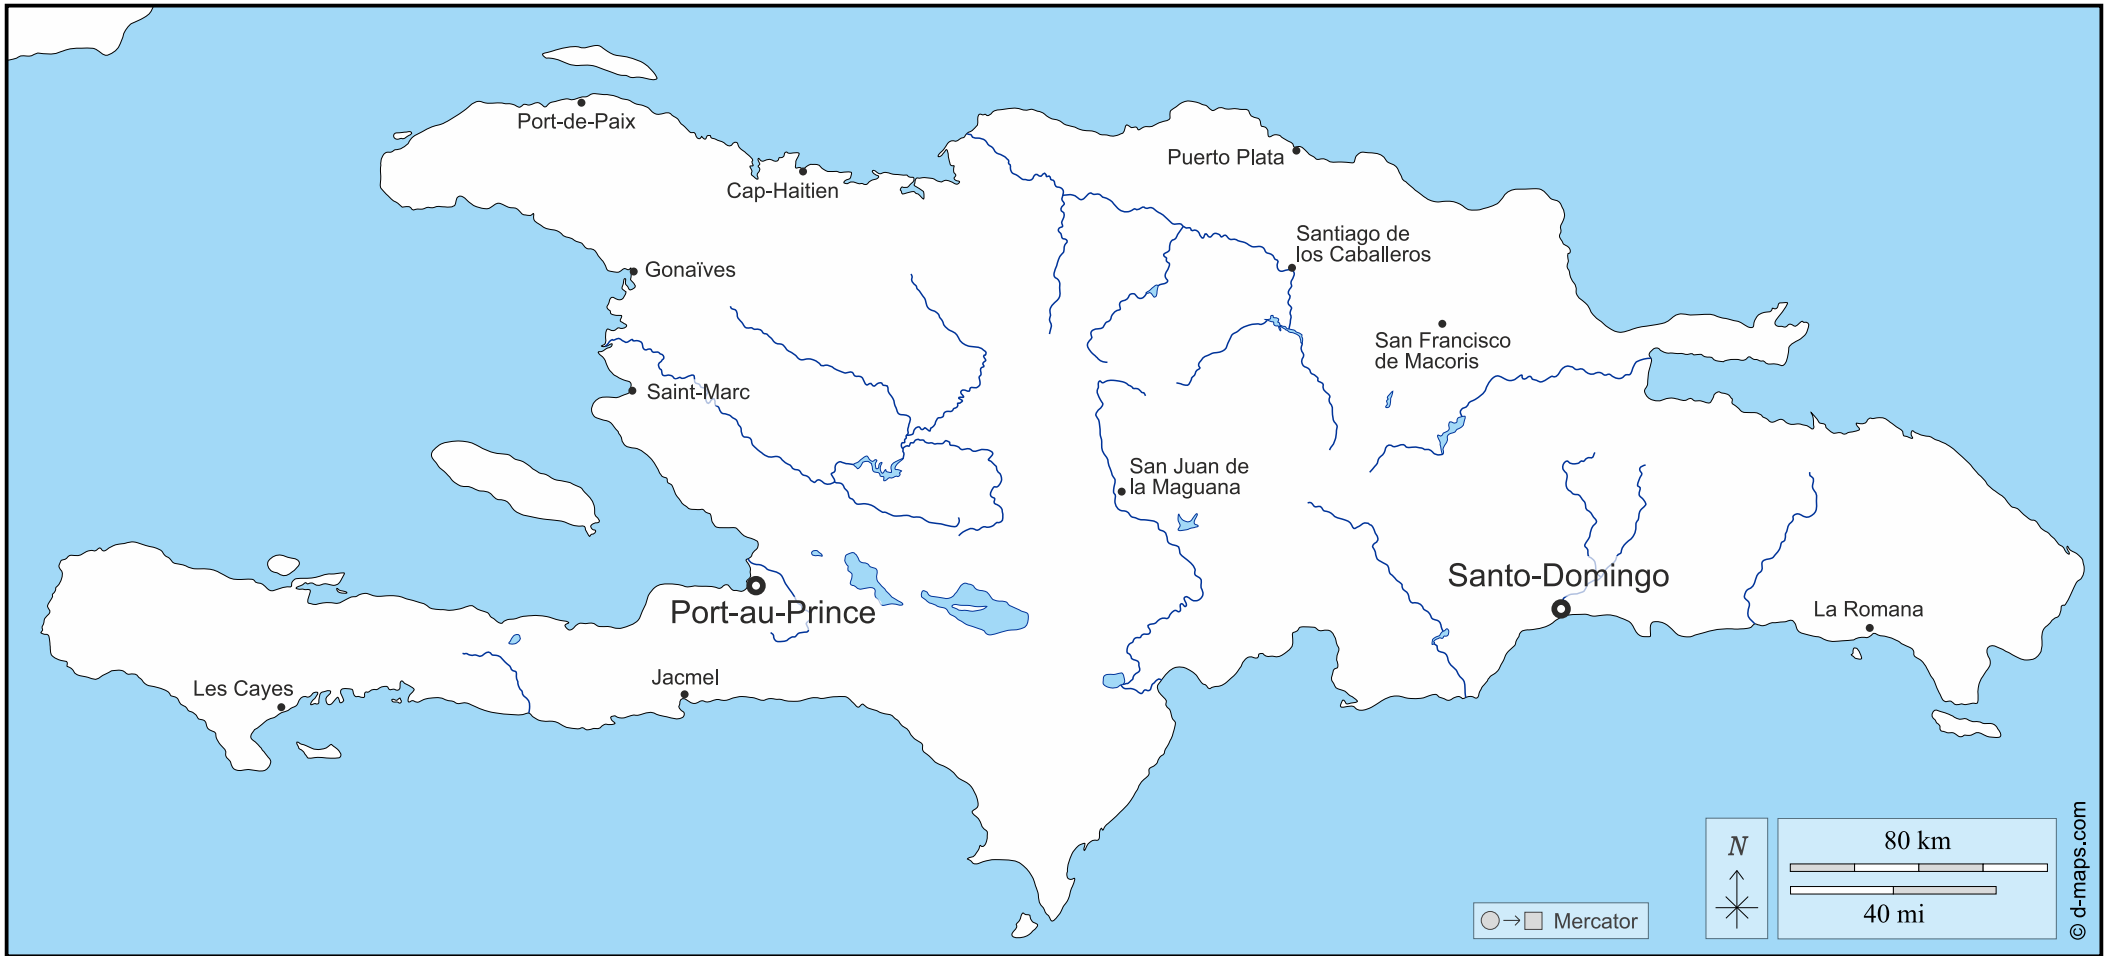 Port-de-Paix
Cap-Haitien
Puerto Plata
Santiago de
los Caballeros
Gonaïves
San Francisco
de Macoris
Saint-Marc
San Juan de
la Maguana
Santo-Domingo
Port-au-Prince
La Romana
Jacmel
Les Cayes
N
80 km
40 mi
Mercator
© d-maps.com